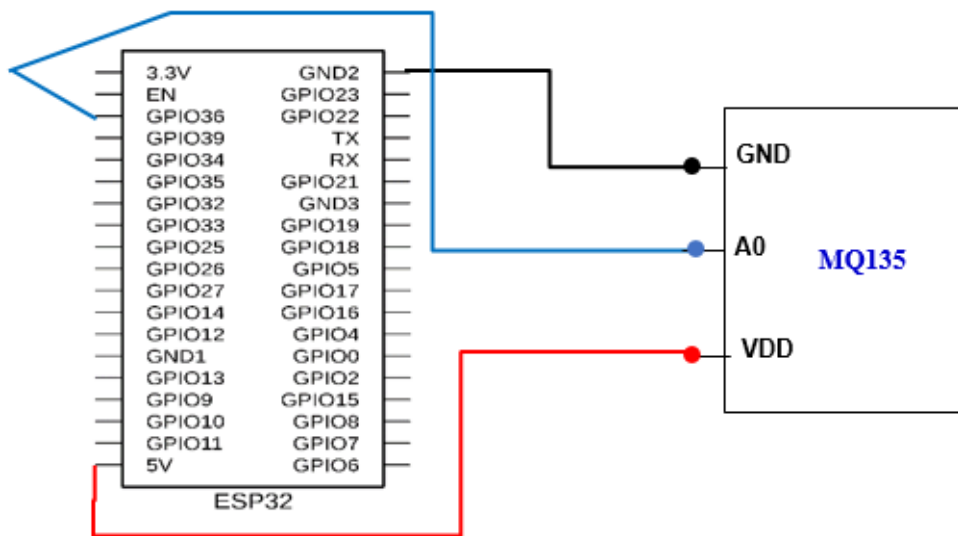 3.3V GND2
EN GPIO23
GPIO36 GPIO22
GPIO39 TX
GPIO34 RX
GPIO35 GPIO21
GPIO32 GND3
GPIO33 GPIO19
GPIO25 GPIO18
GPIO26 GPIO5
GPIO27 GPIO17
GPIO14 GPIO16
GPIO12 GPIO4
GND1 GPIO0
GPIO13 GPIO2
GPIO9 GPIO15
GPIO10 GPIO8
GPIO11 GPIO7
5V GPIO6
ESP32
GND
A0
MQ135
VDD